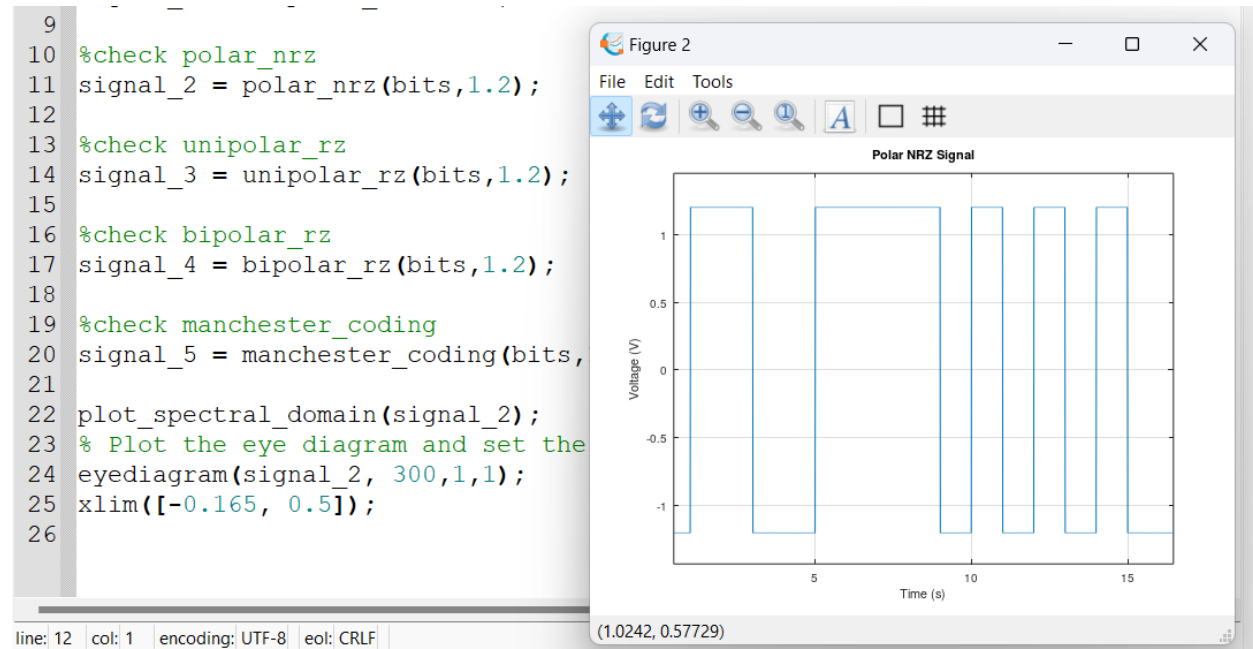 9
10 %check polar_nrz
11 signal_2 = polar_nrz(bits,1.2);
12
13 %check unipolar_rz
14 signal_3 = unipolar_rz(bits,1.2);
15
16 %check bipolar_rz
17 signal_4 = bipolar_rz(bits,1.2);
18
19 %check manchester_coding
20 signal_5 = manchester_coding(bits,
21
22 plot_spectral_domain(signal_2);
23 % Plot the eye diagram and set the
24 eyediagram(signal_2, 300,1,1);
25 xlim([-0.165, 0.5]);
26
line: 12 col: 1 encoding: UTF-8 eol: CRLF
Figure 2
File Edit Tools
A
Polar NRZ Signal
1
0.5
0
-0.5
-1
Voltage (V)
5 10 15
Time (s)
(1.0242, 0.57729)